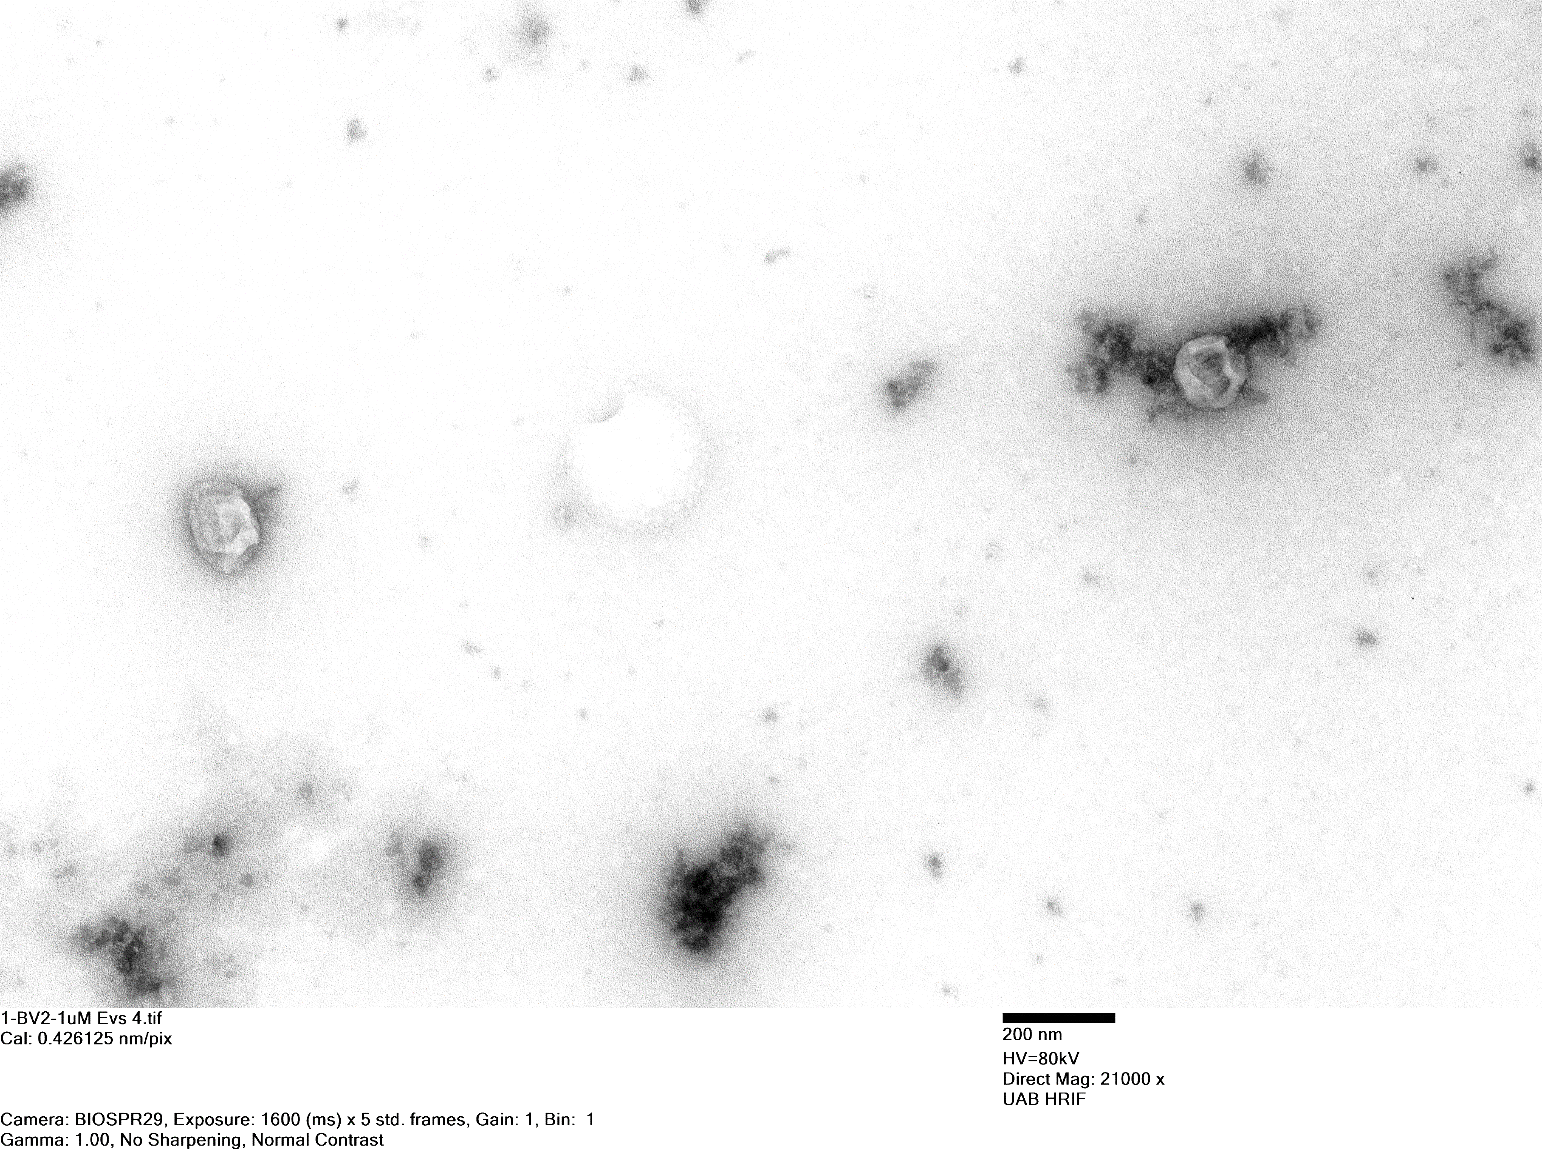 1-BV2-1uM Evs 4.tif
Cal: 0.426125 nm/pix
200 nm
HV=80kV
Direct Mag: 21000 x
UAB HRIF
Camera: BIOSPR29, Exposure: 1600 (ms) x 5 std. frames, Gain: 1, Bin: 1
Gamma: 1.00, No Sharpening, Normal Contrast